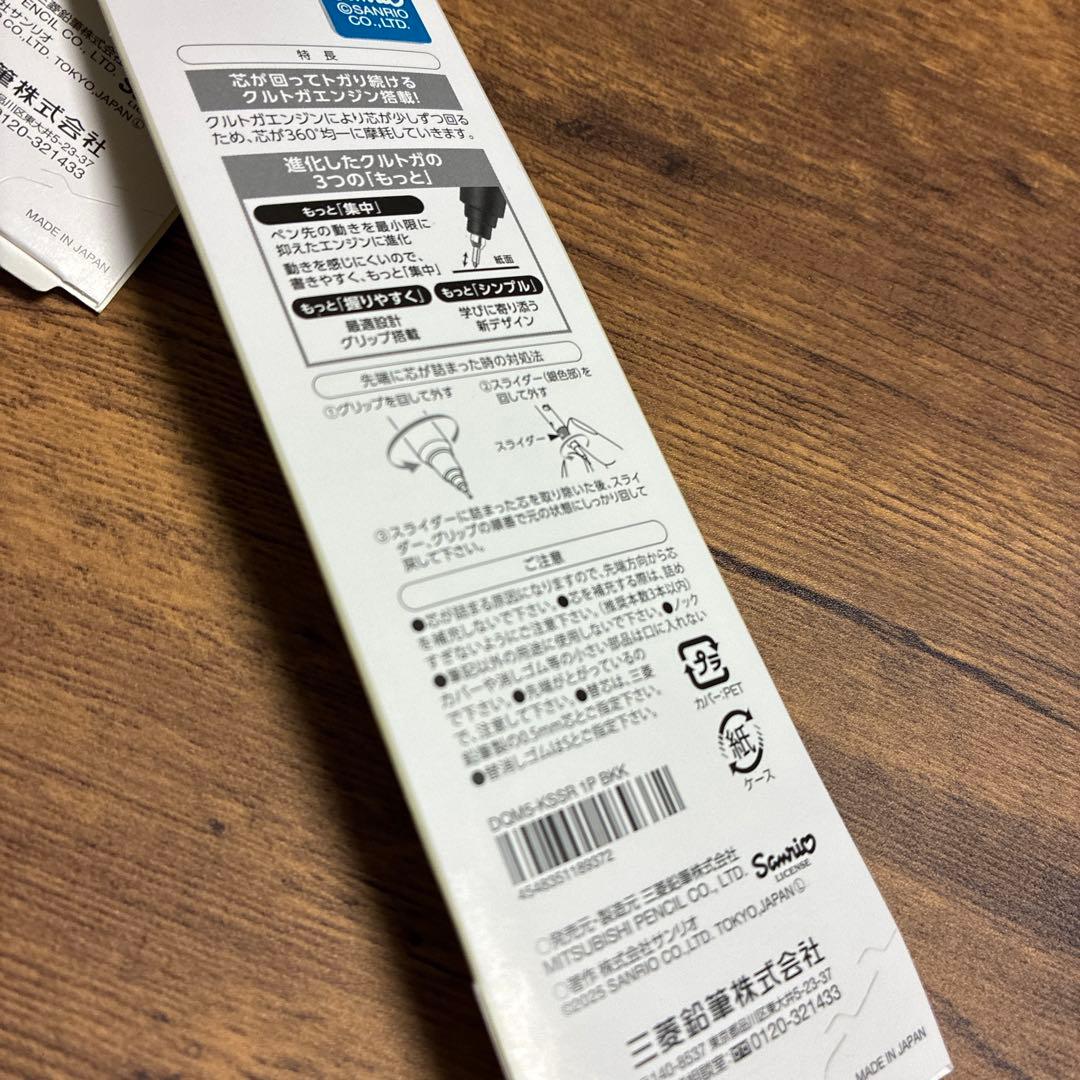 ©SANRIO
CO.,LTD.
特長
芯が回ってトガり続ける
クルトガエンジン搭載!
クルトガエンジンにより芯が少しずつ回る
ため、芯が360°均一に摩耗していきます。
進化したクルトガの
3つの「もっと」
もっと「集中」
ペン先の動きを最小限に
抑えたエンジンに進化
動きを感じにくいので、
書きやすく、もっと「集中」
紙面
もっと「握りやすく」
最適設計
グリップ搭載
もっと「シンプル」
学びに寄り添う
新デザイン
先端に芯が詰まった時の対処法
①グリップを回して外す
②スライダー(銀色部)を
回して外す
スライダー
③スライダーに詰まった芯を取り除いた後、スライ
ダー、グリップの順番で元の状態にしっかり回して
戻して下さい。
ご注意
●芯が詰まる原因になりますので、先端方向から芯
を補充しないで下さい。●芯を補充する際は、詰め
すぎないようにご注意下さい。(推奨本数3本以内)
●筆記以外の用途に使用しないで下さい。●ノック
カバーや消しゴム等の小さい部品は口に入れない
で下さい。●先端がとがっているの
で、注意して下さい。●替芯は、三菱
鉛筆製の0.5mm芯とご指定下さい。
●替消しゴムはSとご指定下さい。
プラ
カバー:PET
紙
ケース
DQM5-KSSR 1P BKK
4548351189372
Sanrio
LICENSE
○発売元・製造元 三菱鉛筆株式会社
MITSUBISHI PENCIL CO., LTD.
○著作 株式会社サンリオ
©2025 SANRIO CO.,LTD. TOKYO,JAPAN Ⓛ
三菱鉛筆株式会社
140-8537 東京都品川区東大井5-23-37
相談室:0120-321433
MADE IN JAPAN
三菱鉛筆株式会社
PENCIL CO., LTD.
サンリオ
CO.,LTD. TOKYO,JAPAN Ⓛ
筆株式会社
品川区東大井5-23-37
0120-321433
MADE IN JAPAN